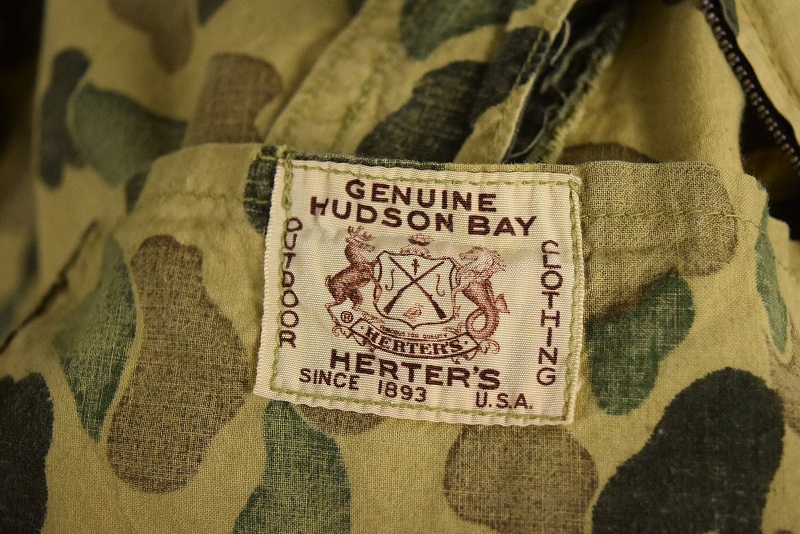 GENUINE
HUDSON BAY
OUTDOOR
CLOTHING
®
HERTER'S
HERTER'S
SINCE 1893 U.S.A.